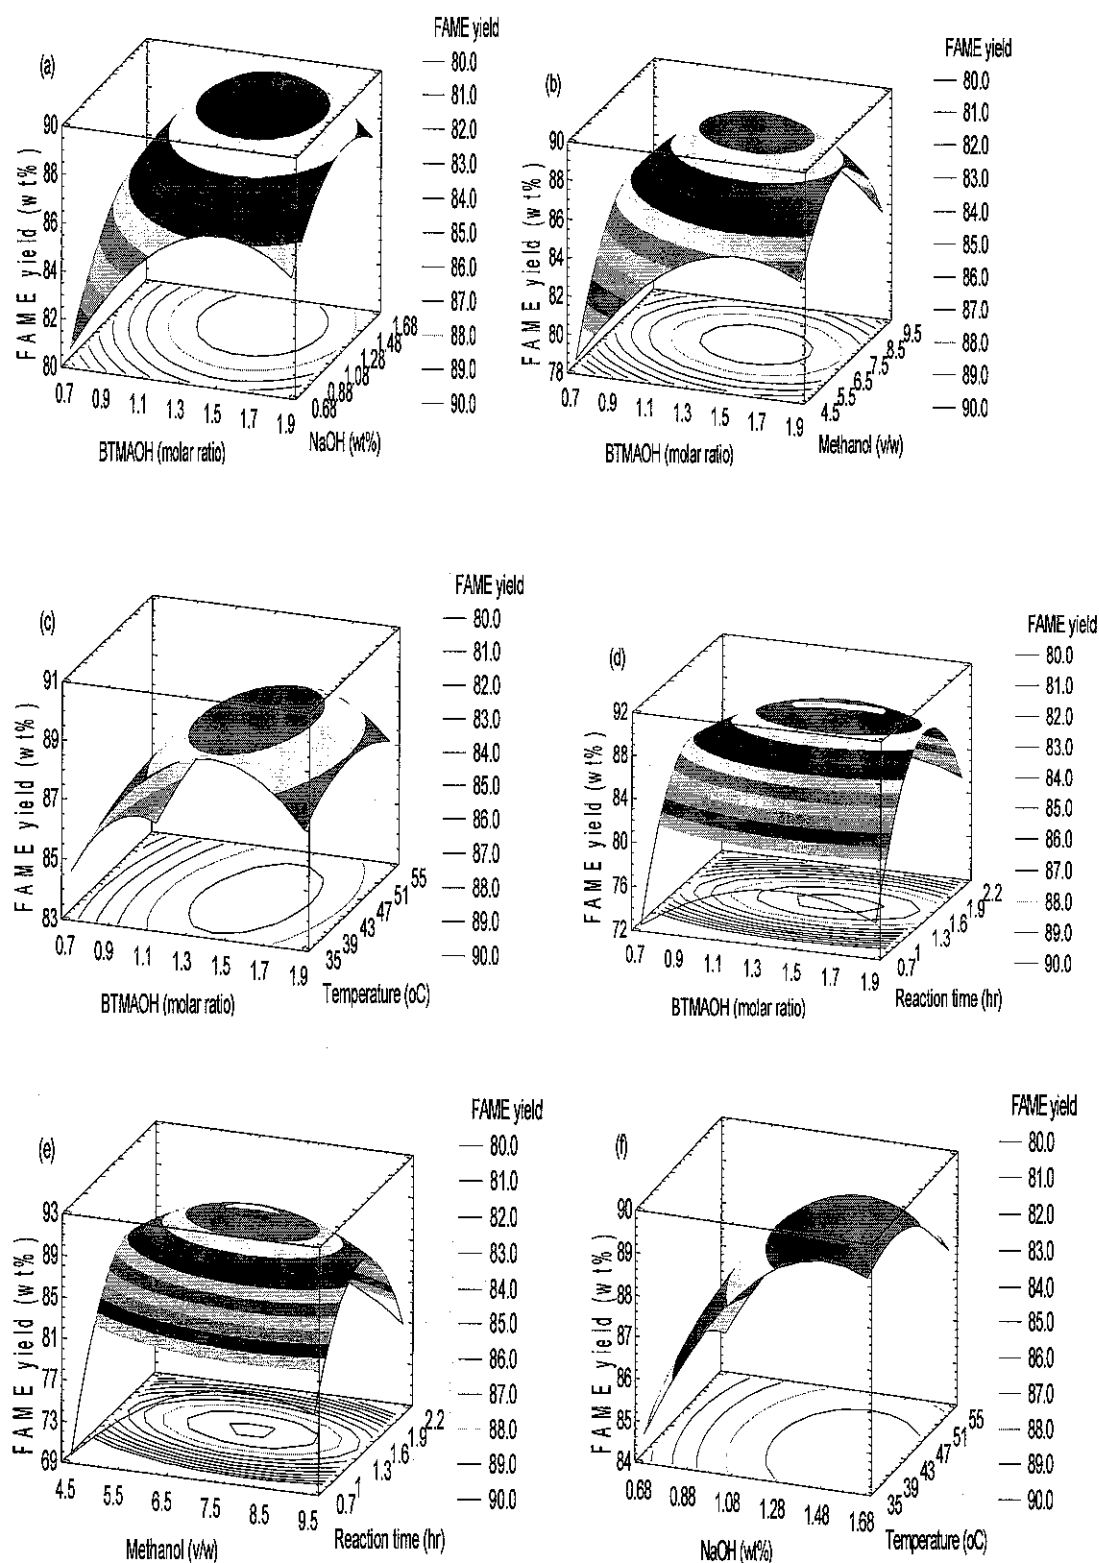 (a)
FAME yield
80.0
81.0
82.0
83.0
84.0
85.0
86.0
87.0
88.0
89.0
90.0
FAME yield (wt%)
90
88
86
84
82
80
0.7 0.9 1.1 1.3 1.5 1.7 1.9
BTMAOH (molar ratio)
0.68 0.88 1.08 1.28 1.48 1.68
NaOH (wt%)
(b)
FAME yield
80.0
81.0
82.0
83.0
84.0
85.0
86.0
87.0
88.0
89.0
90.0
FAME yield (wt%)
90
88
86
84
82
80
78
0.7 0.9 1.1 1.3 1.5 1.7 1.9
BTMAOH (molar ratio)
4.5 5.5 6.5 7.5 8.5 9.5
Methanol (v/w)
(c)
FAME yield
80.0
81.0
82.0
83.0
84.0
85.0
86.0
87.0
88.0
89.0
90.0
FAME yield (wt%)
91
89
87
85
83
0.7 0.9 1.1 1.3 1.5 1.7 1.9
BTMAOH (molar ratio)
35 39 43 47 51 55
Temperature (oC)
(d)
FAME yield
80.0
81.0
82.0
83.0
84.0
85.0
86.0
87.0
88.0
89.0
90.0
FAME yield (wt%)
92
88
84
80
76
72
0.7 0.9 1.1 1.3 1.5 1.7 1.9
BTMAOH (molar ratio)
0.7 1 1.3 1.6 1.9 2.2
Reaction time (hr)
(e)
FAME yield
80.0
81.0
82.0
83.0
84.0
85.0
86.0
87.0
88.0
89.0
90.0
FAME yield (wt%)
93
89
85
81
77
73
69
4.5 5.5 6.5 7.5 8.5 9.5
Methanol (v/w)
0.7 1 1.3 1.6 1.9 2.2
Reaction time (hr)
(f)
FAME yield
80.0
81.0
82.0
83.0
84.0
85.0
86.0
87.0
88.0
89.0
90.0
FAME yield (wt%)
90
89
88
87
86
85
84
0.68 0.88 1.08 1.28 1.48 1.68
NaOH (wt%)
35 39 43 47 51 55
Temperature (oC)